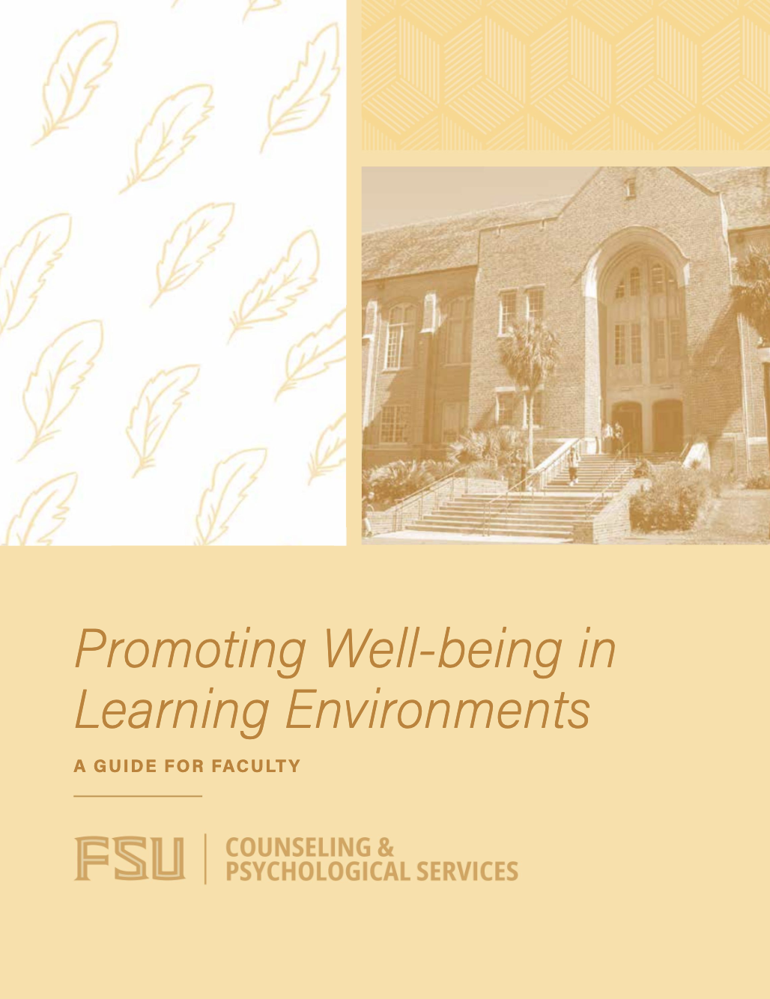 Promoting Well-being in
Learning Environments
A GUIDE FOR FACULTY
FSU
COUNSELING &
PSYCHOLOGICAL SERVICES